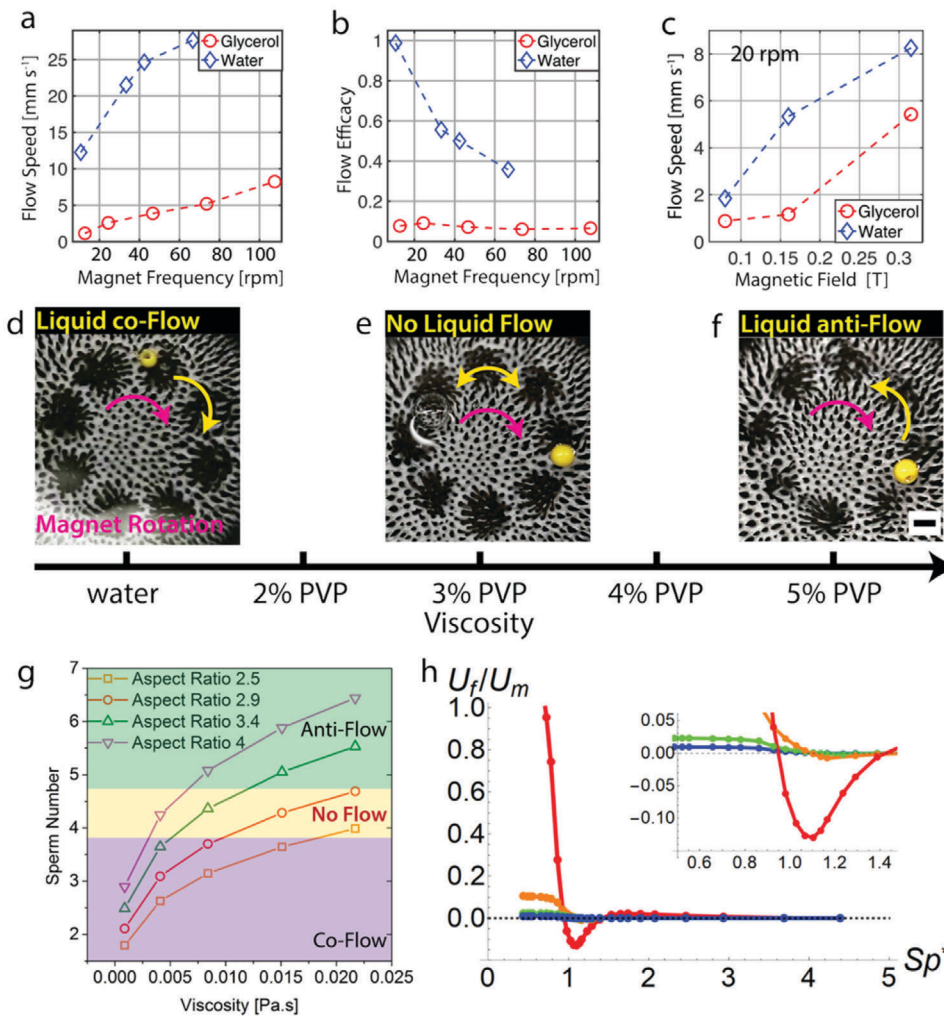 a
b
c
Flow Speed [mm s⁻¹]
25
20
15
10
5
0
Glycerol
Water
20 40 60 80 100
Magnet Frequency [rpm]
Flow Efficacy
1
0.8
0.6
0.4
0.2
0
Glycerol
Water
20 40 60 80 100
Magnet Frequency [rpm]
Flow Speed [mm s⁻¹]
20 rpm
8
6
4
2
0
Glycerol
Water
0.1 0.15 0.2 0.25 0.3
Magnetic Field [T]
d
Liquid co-Flow
Magnet Rotation
e
No Liquid Flow
f
Liquid anti-Flow
water 2% PVP 3% PVP 4% PVP 5% PVP
Viscosity
g
Sperm Number
7
6
5
4
3
2
Aspect Ratio 2.5
Aspect Ratio 2.9
Aspect Ratio 3.4
Aspect Ratio 4
Anti-Flow
No Flow
Co-Flow
0.000 0.005 0.010 0.015 0.020 0.025
Viscosity [Pa.s]
h
U_f/U_m
1.0
0.8
0.6
0.4
0.2
0.0
0 1 2 3 4 5
0.05
0.00
−0.05
−0.10
0.6 0.8 1.0 1.2 1.4